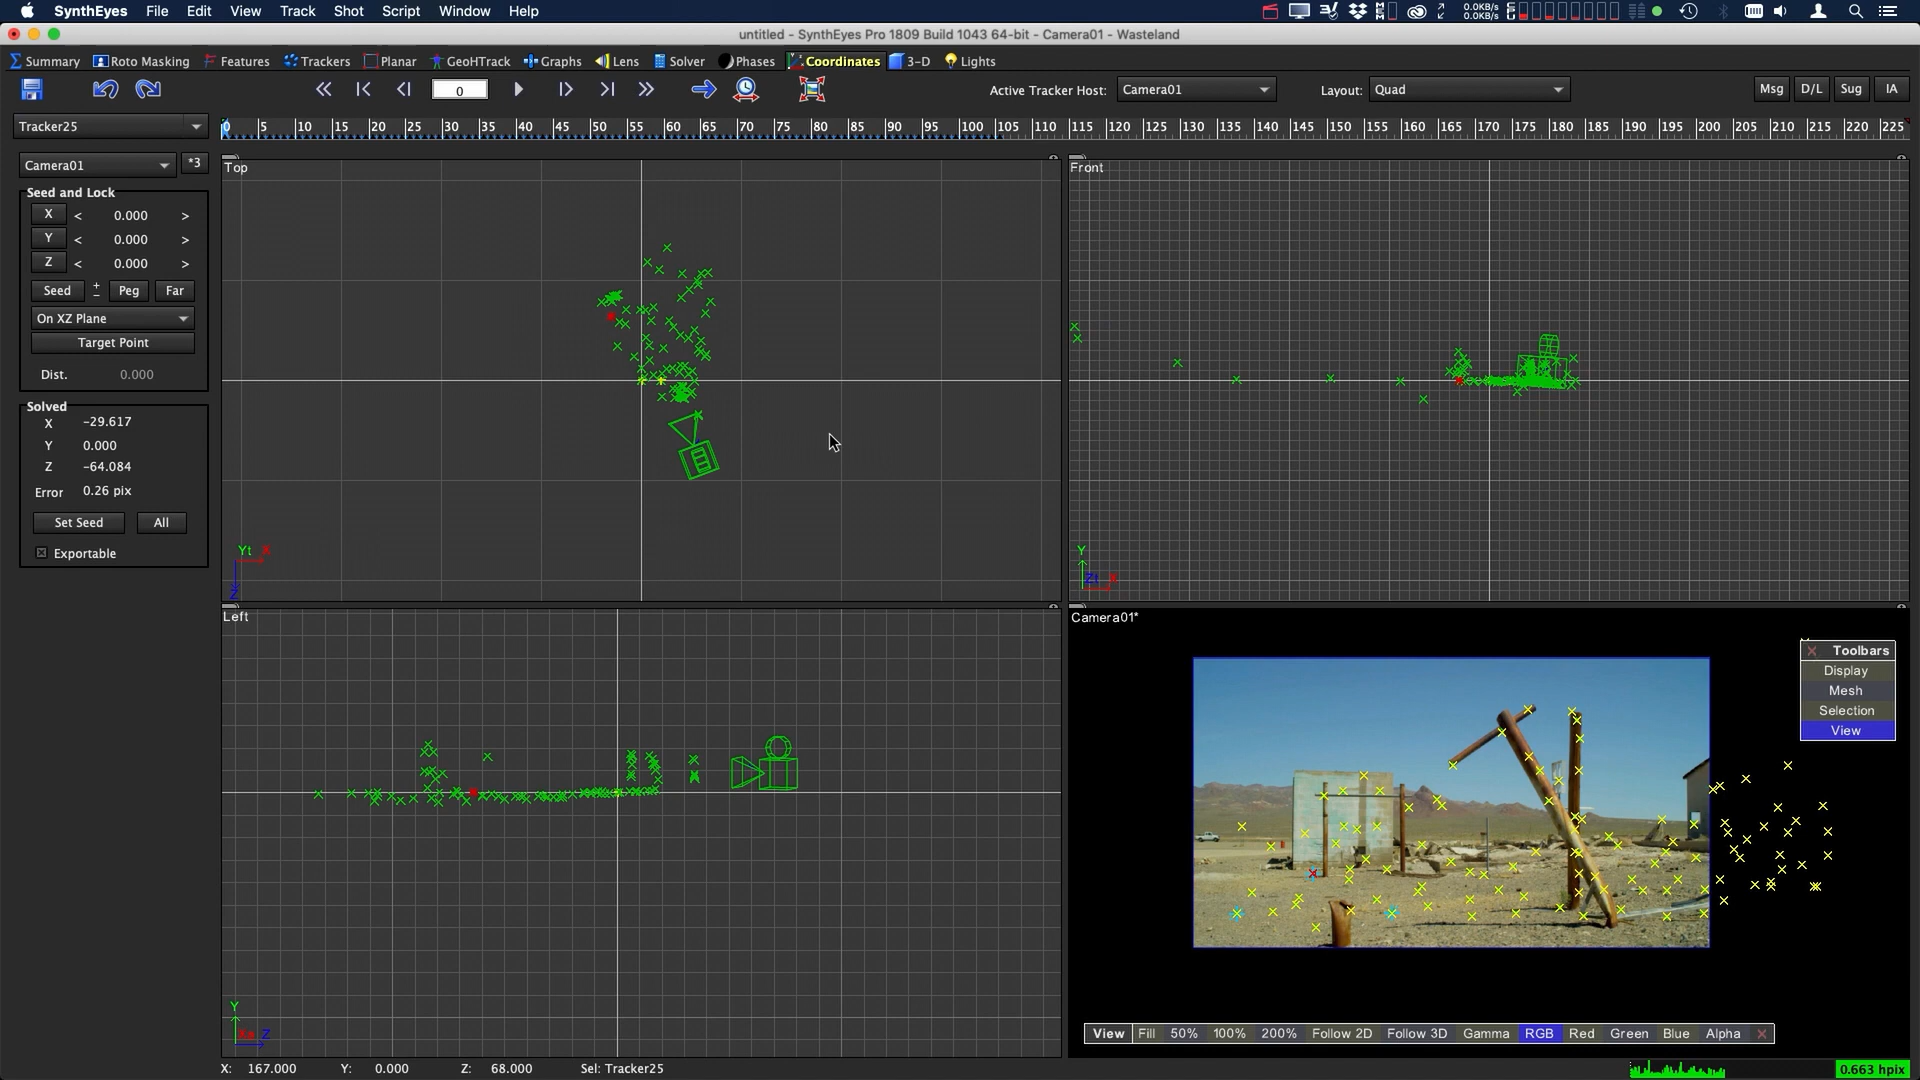 SynthEyes File Edit View Track Shot Script Window Help 0.0KB/s 0.0KB/s
untitled - SynthEyes Pro 1809 Build 1043 64-bit - Camera01 - Wasteland
Summary Roto Masking Features Trackers Planar GeoHTrack Graphs Lens Solver Phases Coordinates 3-D Lights
0 Active Tracker Host: Camera01 Layout: Quad Msg D/L Sug IA
Tracker25 0 5 10 15 20 25 30 35 40 45 50 55 60 65 70 75 80 85 90 95 100 105 110 115 120 125 130 135 140 145 150 155 160 165 170 175 180 185 190 195 200 205 210 215 220 225
Camera01 *3
Seed and Lock
X < 0.000 >
Y < 0.000 >
Z < 0.000 >
Seed + - Peg Far
On XZ Plane
Target Point
Dist. 0.000
Solved
X -29.617
Y 0.000
Z -64.084
Error 0.26 pix
Set Seed All
Exportable
Top
Yt X
Z
Front
Y
Zt X
Left
Y
Xa Z
Camera01*
Toolbars
Display
Mesh
Selection
View
View Fill 50% 100% 200% Follow 2D Follow 3D Gamma RGB Red Green Blue Alpha
X: 167.000 Y: 0.000 Z: 68.000 Sel: Tracker25 0.663 hpix